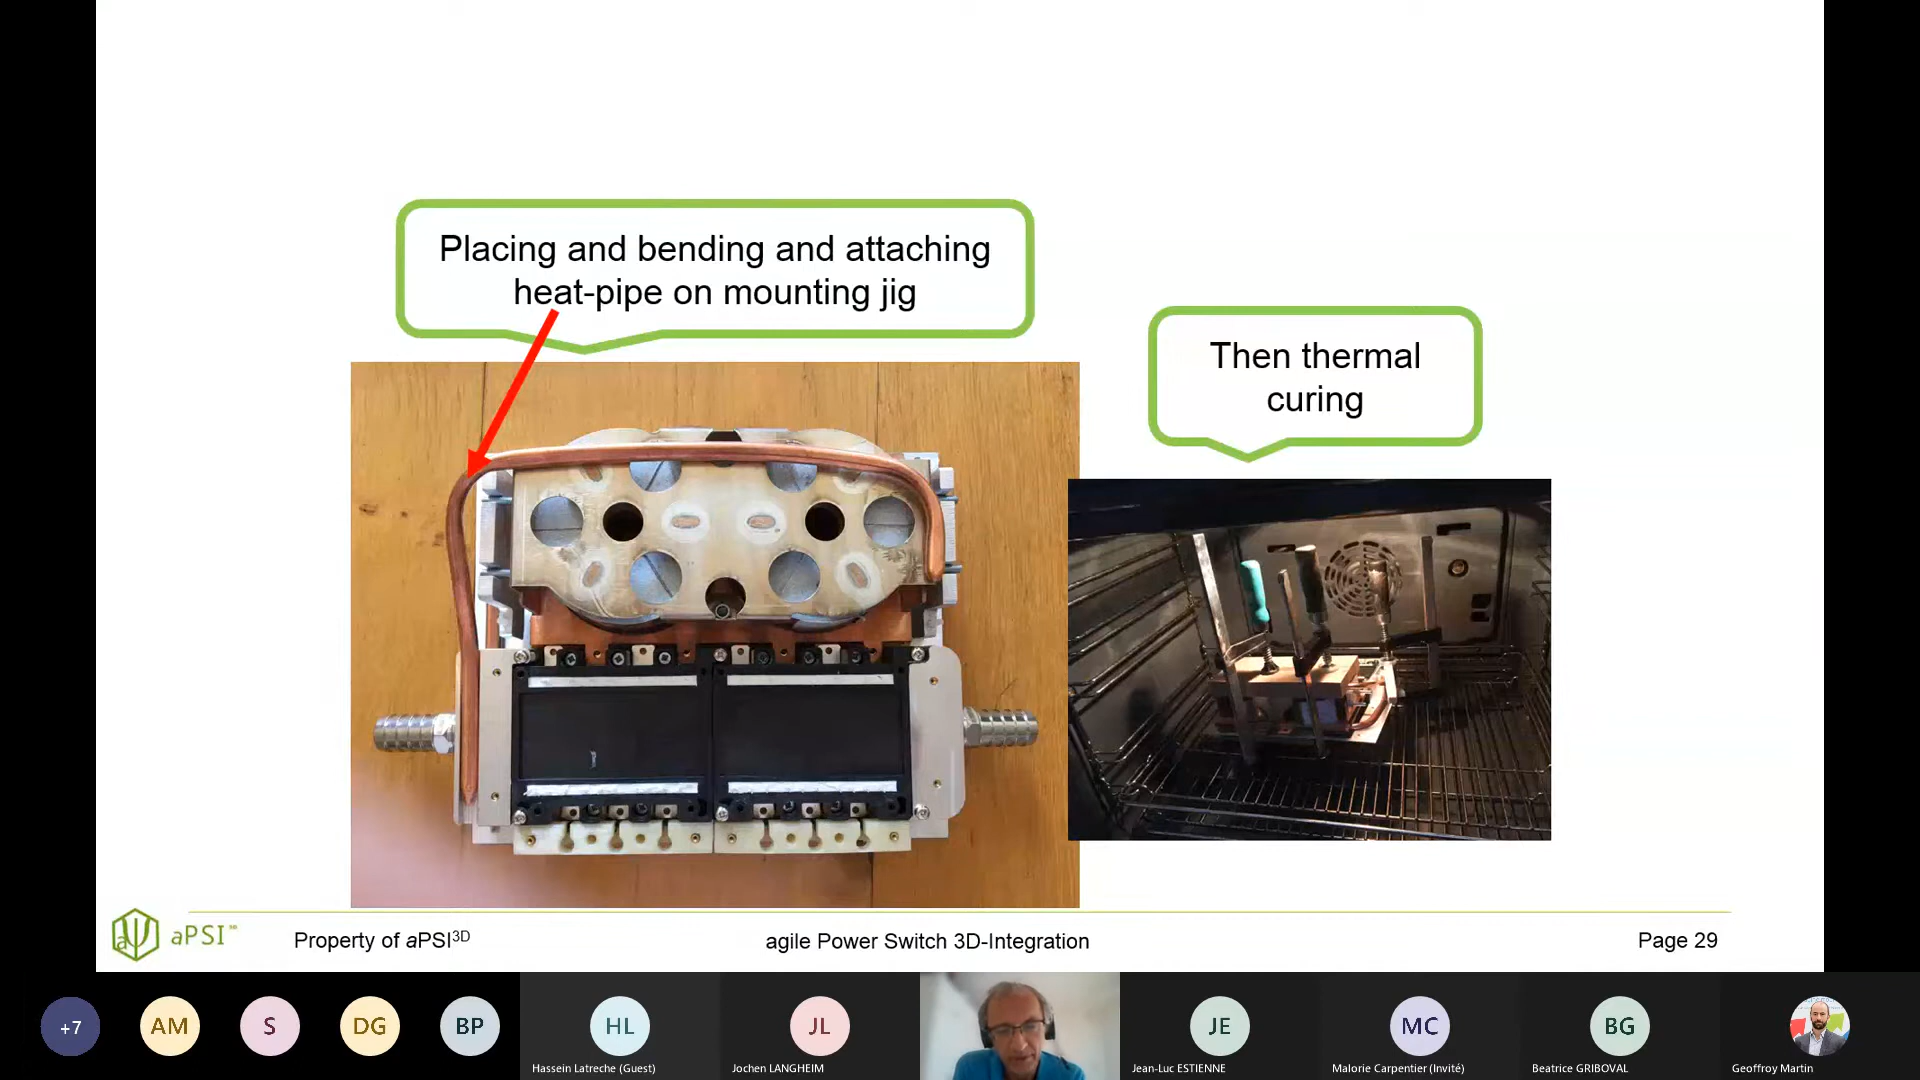 Placing and bending and attaching
heat-pipe on mounting jig
Then thermal
curing
aPSI
Property of aPSI3D
agile Power Switch 3D-Integration
Page 29
+7
AM
S
DG
BP
HL
Hassein Latreche (Guest)
JL
Jochen LANGHEIM
JE
Jean-Luc ESTIENNE
MC
Malorie Carpentier (Invité)
BG
Beatrice GRIBOVAL
Geoffroy Martin